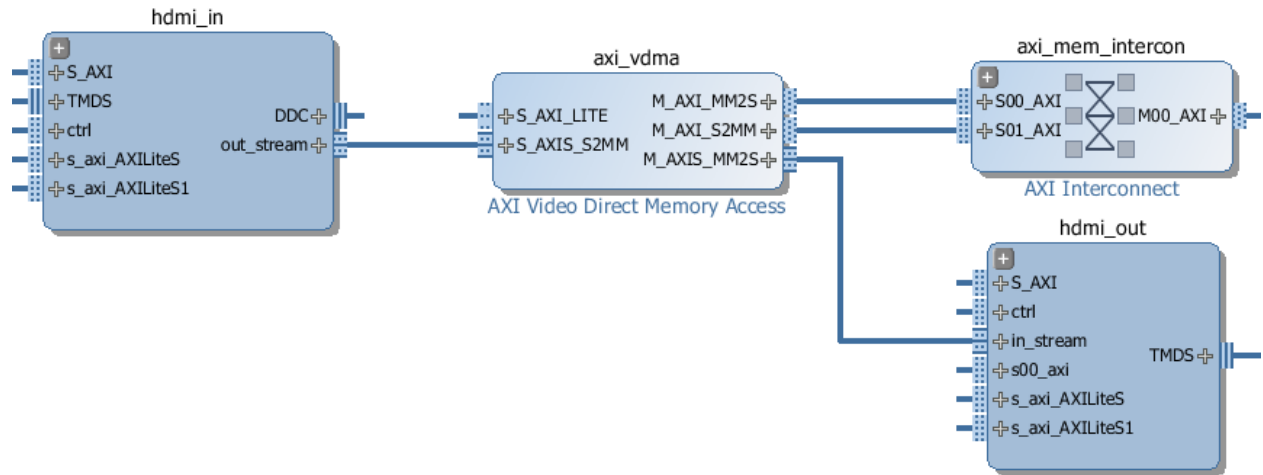 hdmi_in
S_AXI
TMDS
ctrl
s_axi_AXILiteS
s_axi_AXILiteS1
DDC
out_stream
axi_vdma
S_AXI_LITE
S_AXIS_S2MM
M_AXI_MM2S
M_AXI_S2MM
M_AXIS_MM2S
AXI Video Direct Memory Access
axi_mem_intercon
S00_AXI
S01_AXI
M00_AXI
AXI Interconnect
hdmi_out
S_AXI
ctrl
in_stream
s00_axi
s_axi_AXILiteS
s_axi_AXILiteS1
TMDS